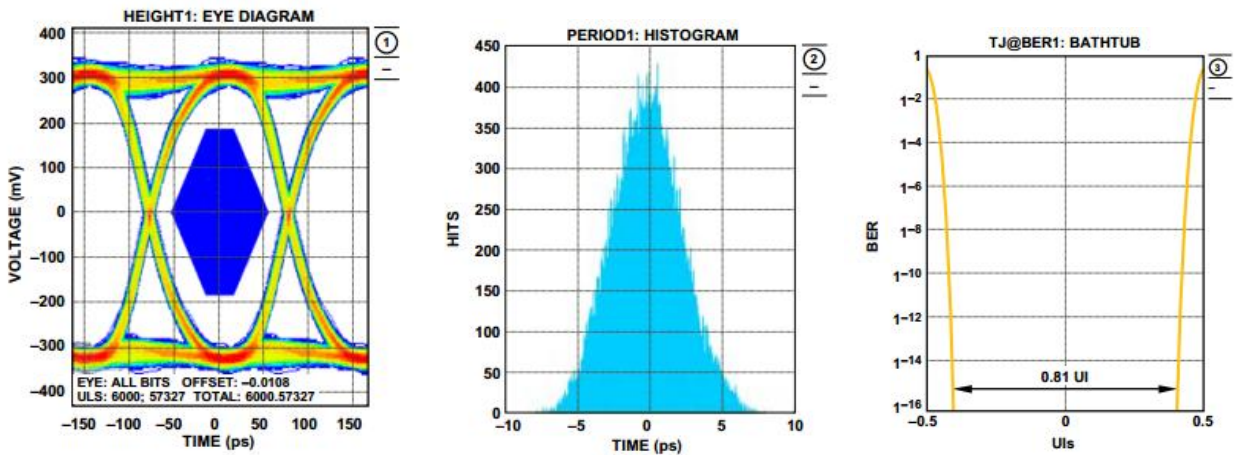 HEIGHT1: EYE DIAGRAM
1
–
400
300
200
100
0
–100
–200
–300
–400
VOLTAGE (mV)
EYE: ALL BITS OFFSET: –0.0108
ULS: 6000; 57327 TOTAL: 6000.57327
–150 –100 –50 0 50 100 150
TIME (ps)
PERIOD1: HISTOGRAM
2
–
450
400
350
300
250
200
150
100
50
0
HITS
–10 –5 0 5 10
TIME (ps)
TJ@BER1: BATHTUB
3
–
1
1–2
1–4
1–6
1–8
1–10
1–12
1–14
1–16
BER
0.81 UI
–0.5 0 0.5
UIs